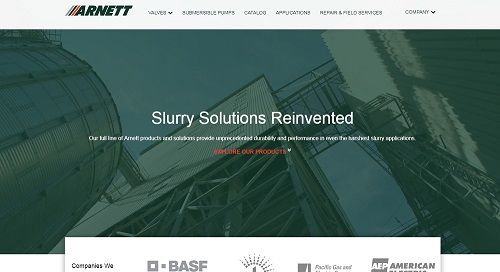 ARNETT
VALVES SUBMERSIBLE PUMPS CATALOG APPLICATIONS REPAIR & FIELD SERVICES COMPANY
Slurry Solutions Reinvented
Our full line of Arnett products and solutions provide unprecedented durability and performance in even the harshest slurry applications.
EXPLORE OUR PRODUCTS
Companies We
BASF
Pacific Gas and
AEP AMERICAN